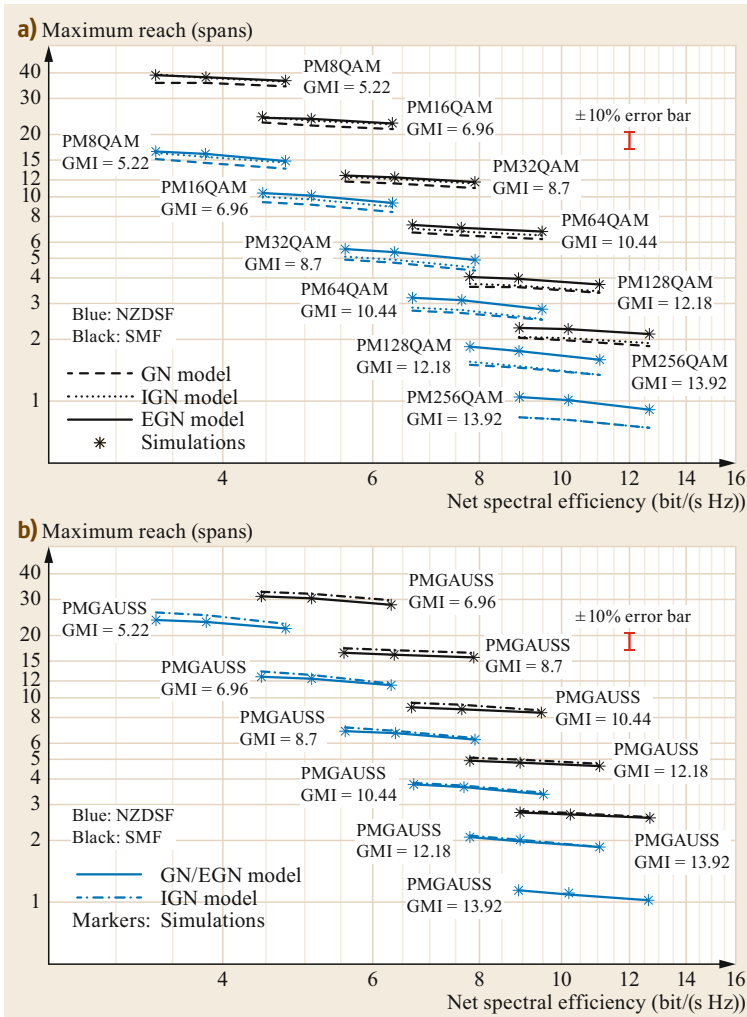 a) Maximum reach (spans)
40
30
20
15
12
10
8
6
5
4
3
2
1
PM8QAM
GMI = 5.22
PM16QAM
GMI = 6.96
±10% error bar
PM8QAM
GMI = 5.22
PM16QAM
GMI = 6.96
PM32QAM
GMI = 8.7
PM32QAM
GMI = 8.7
PM64QAM
GMI = 10.44
PM64QAM
GMI = 10.44
PM128QAM
GMI = 12.18
PM128QAM
GMI = 12.18
PM256QAM
GMI = 13.92
PM256QAM
GMI = 13.92
Blue: NZDSF
Black: SMF
GN model
IGN model
EGN model
Simulations
4 6 8 10 12 14 16
Net spectral efficiency (bit/(s Hz))
b) Maximum reach (spans)
40
30
20
15
12
10
8
6
5
4
3
2
1
PMGAUSS
GMI = 6.96
PMGAUSS
GMI = 5.22
±10% error bar
PMGAUSS
GMI = 8.7
PMGAUSS
GMI = 6.96
PMGAUSS
GMI = 10.44
PMGAUSS
GMI = 8.7
PMGAUSS
GMI = 12.18
PMGAUSS
GMI = 10.44
PMGAUSS
GMI = 13.92
PMGAUSS
GMI = 12.18
PMGAUSS
GMI = 13.92
Blue: NZDSF
Black: SMF
GN/EGN model
IGN model
Markers: Simulations
4 6 8 10 12 14 16
Net spectral efficiency (bit/(s Hz))